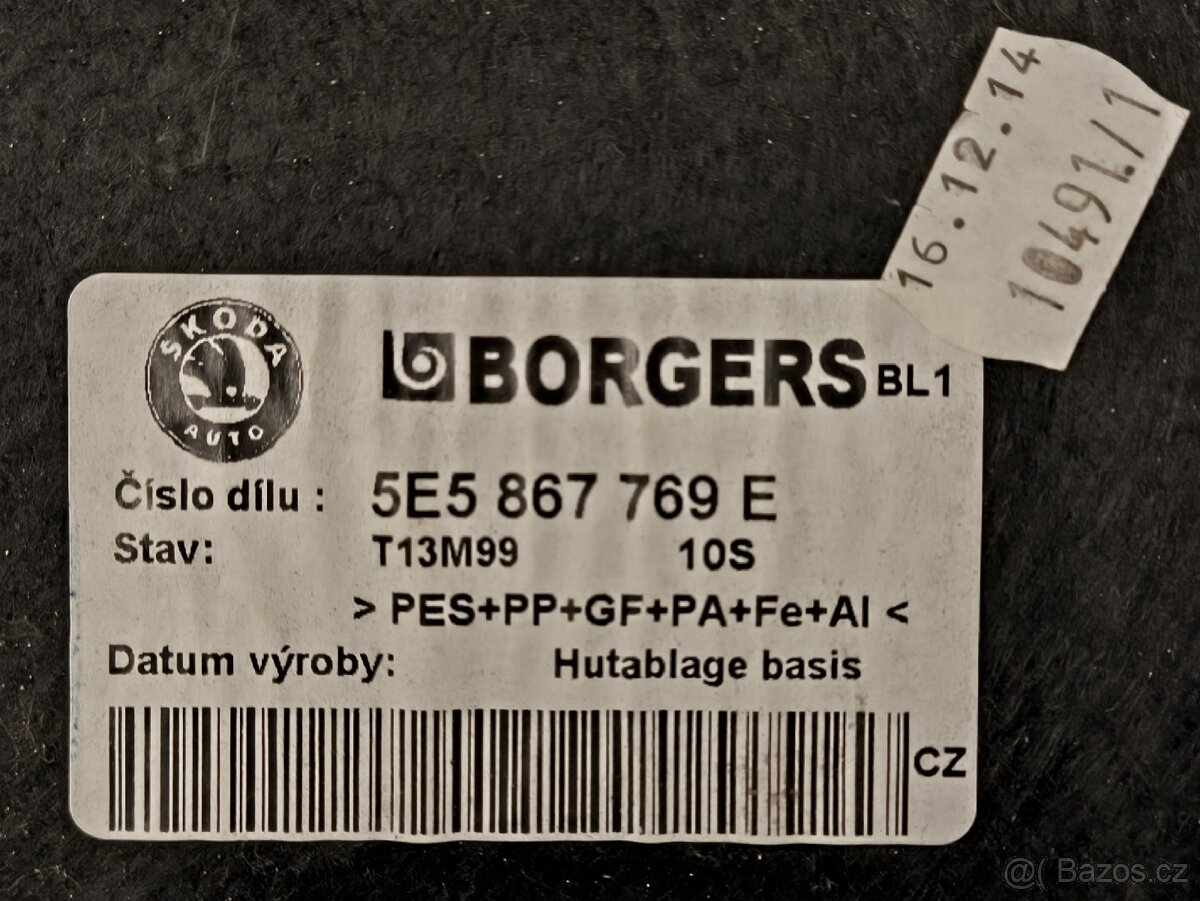 16.12.14
10491/1
ŠKODA
AUTO
BORGERS BL1
Číslo dílu : 5E5 867 769 E
Stav: T13M99 10S
> PES+PP+GF+PA+Fe+Al <
Datum výroby: Hutablage basis
CZ
@( Bazos.cz